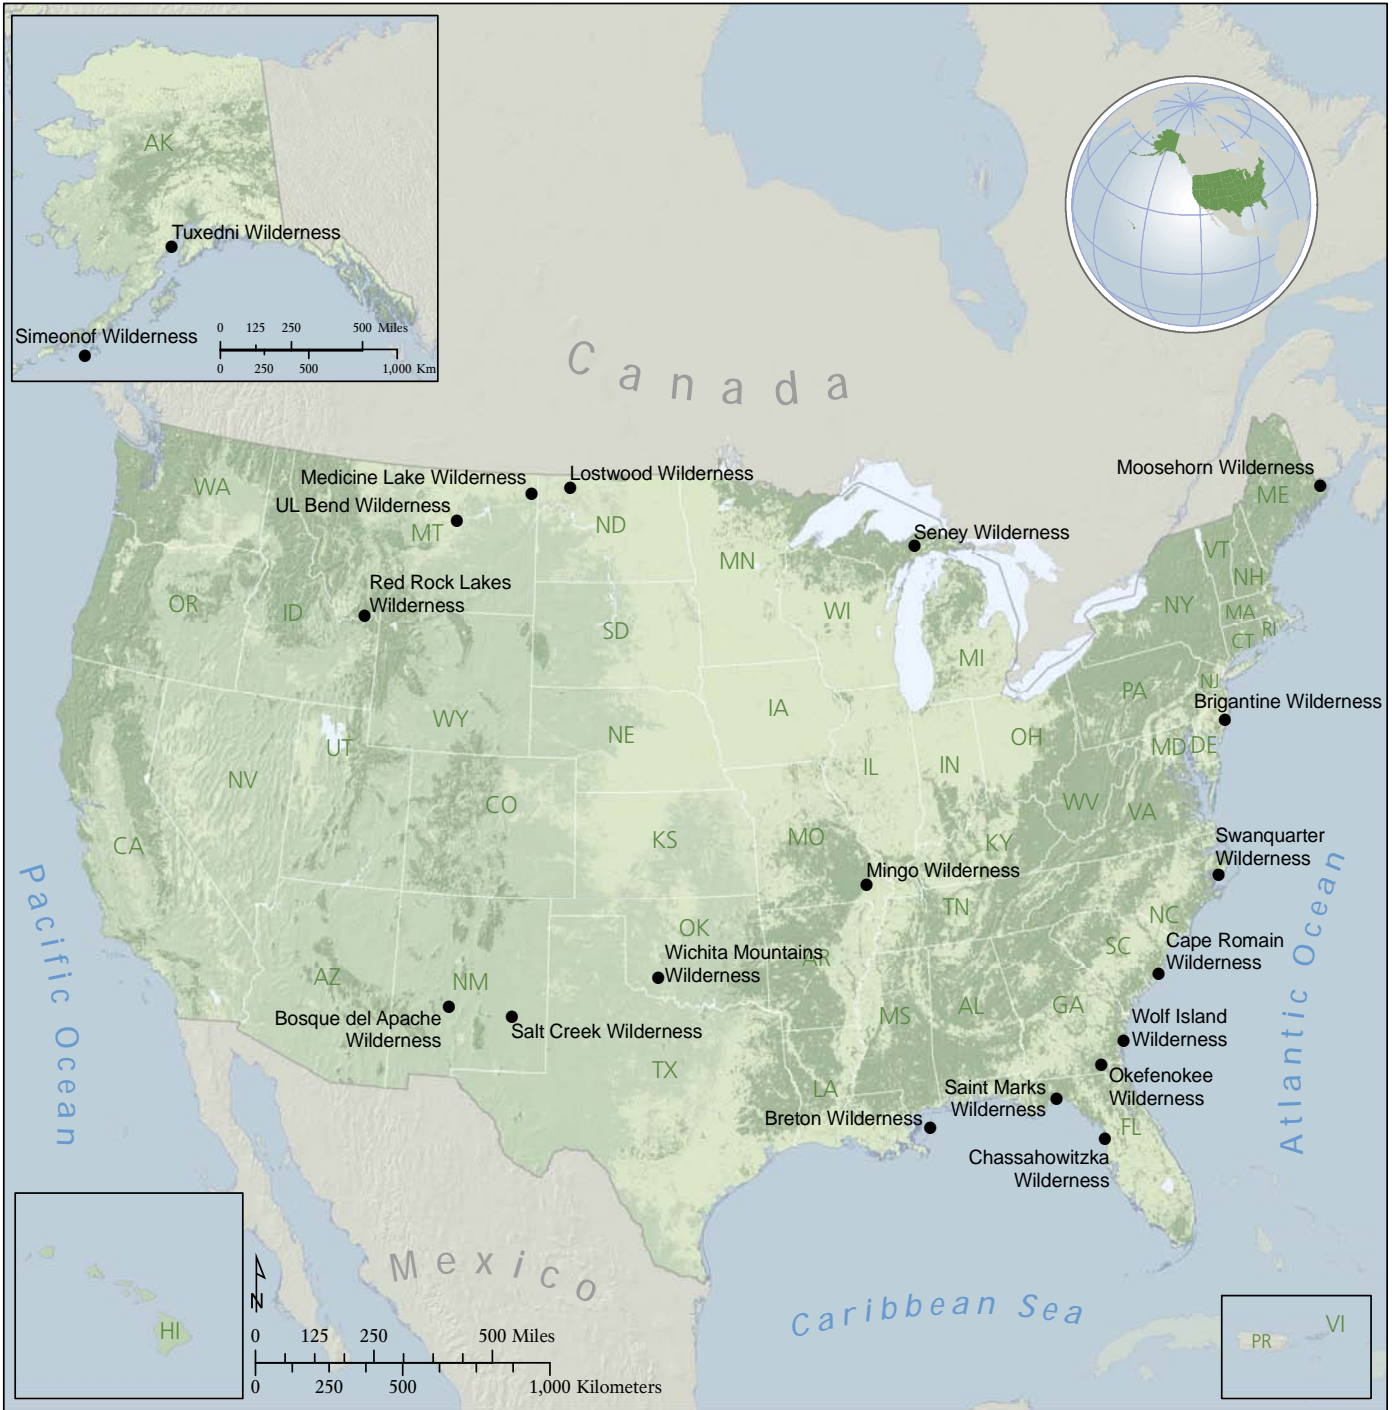 AK
Tuxedni Wilderness
Simeonof Wilderness
0 125 250 500 Miles
0 250 500 1,000 Km
Canada
Medicine Lake Wilderness
Lostwood Wilderness
Moosehorn Wilderness
WA
UL Bend Wilderness
MT
ND
ME
Seney Wilderness
MN
VT
NH
Red Rock Lakes
Wilderness
OR
ID
SD
WI
NY
MA
RI
CT
MI
NJ
PA
Brigantine Wilderness
WY
NE
IA
OH
MD
DE
UT
NV
IL
IN
CO
WV
VA
CA
KS
MO
KY
Swanquarter
Wilderness
Mingo Wilderness
TN
NC
OK
SC
Cape Romain
Wilderness
Wichita Mountains
Wilderness
AR
AZ
NM
Bosque del Apache
Wilderness
Salt Creek Wilderness
MS
AL
GA
Wolf Island
Wilderness
TX
LA
Okefenokee
Wilderness
Saint Marks
Wilderness
Breton Wilderness
FL
Chassahowitzka
Wilderness
Pacific Ocean
Atlantic Ocean
Mexico
Caribbean Sea
HI
N
0 125 250 500 Miles
0 250 500 1,000 Kilometers
PR
VI